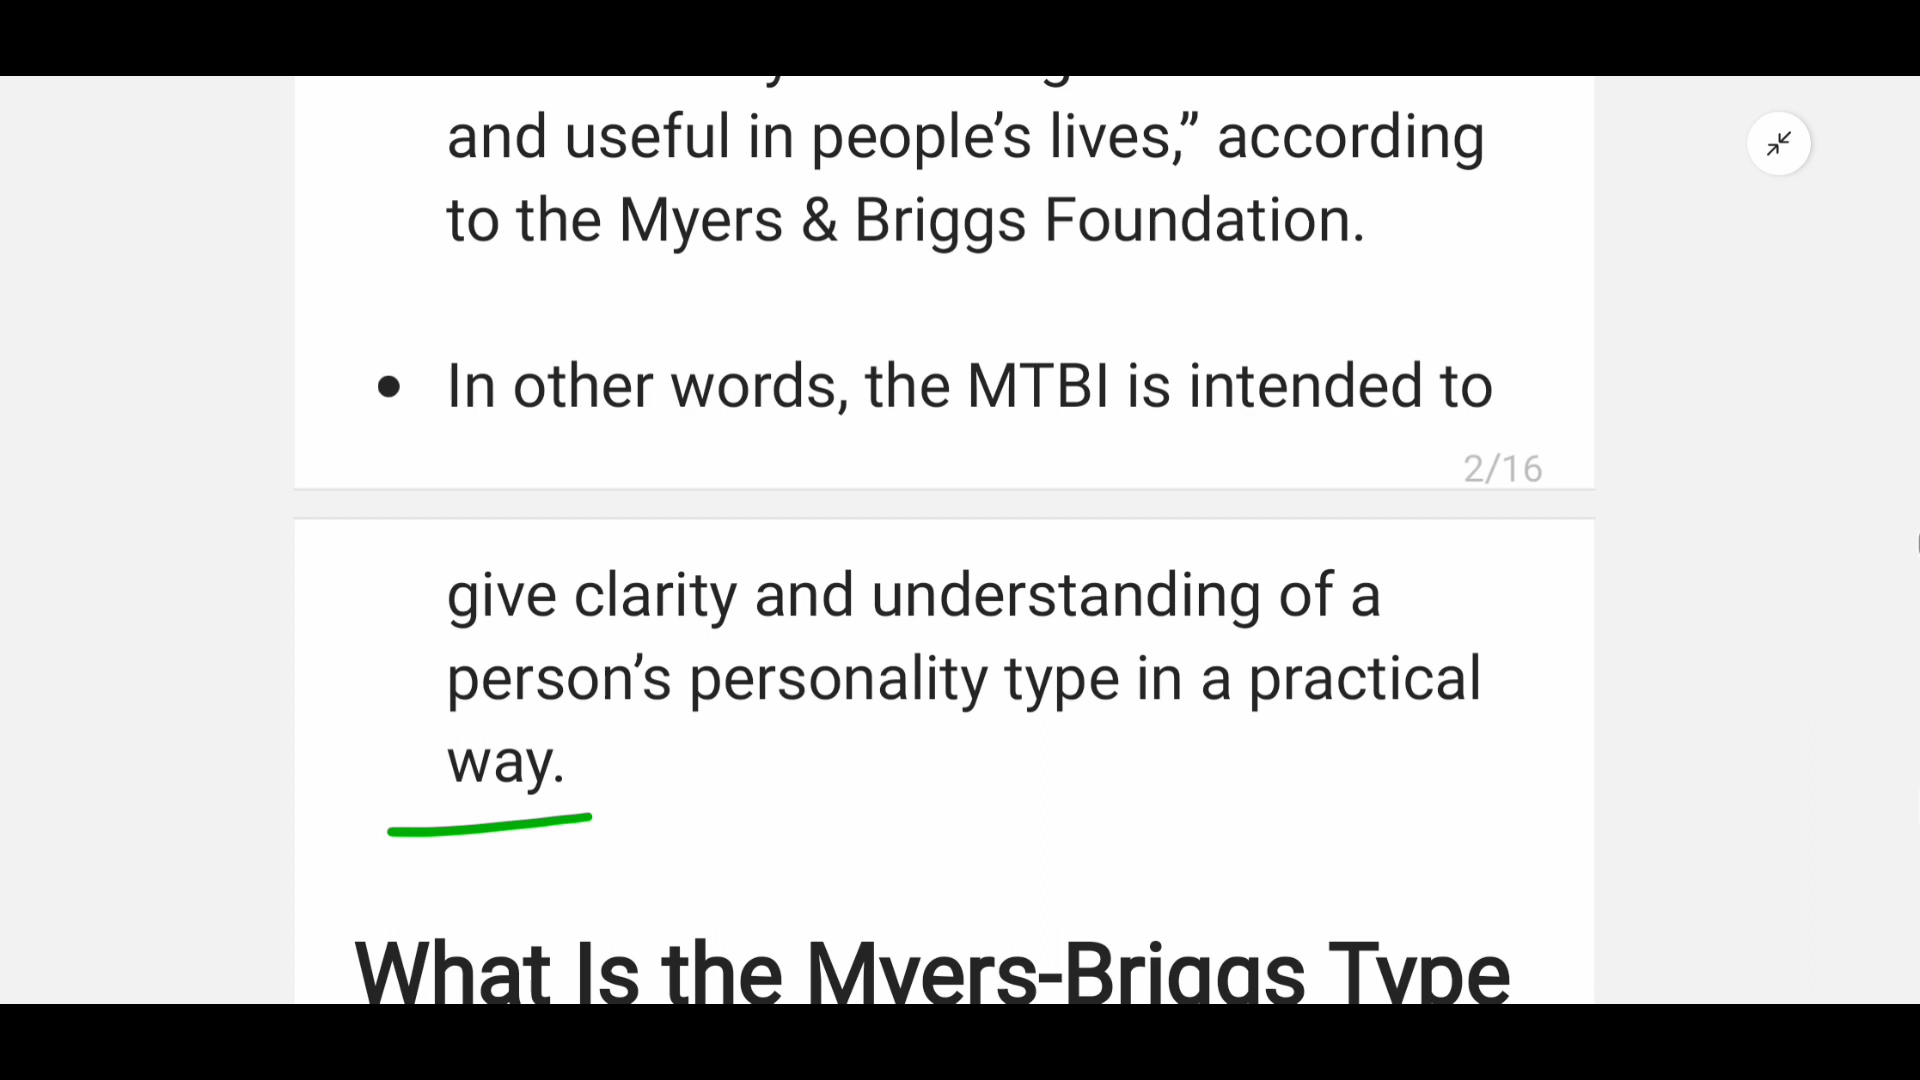 and useful in people’s lives,” according
to the Myers & Briggs Foundation.
• In other words, the MTBI is intended to
2/16
give clarity and understanding of a
person’s personality type in a practical
way.
What Is the Myers-Briggs Type